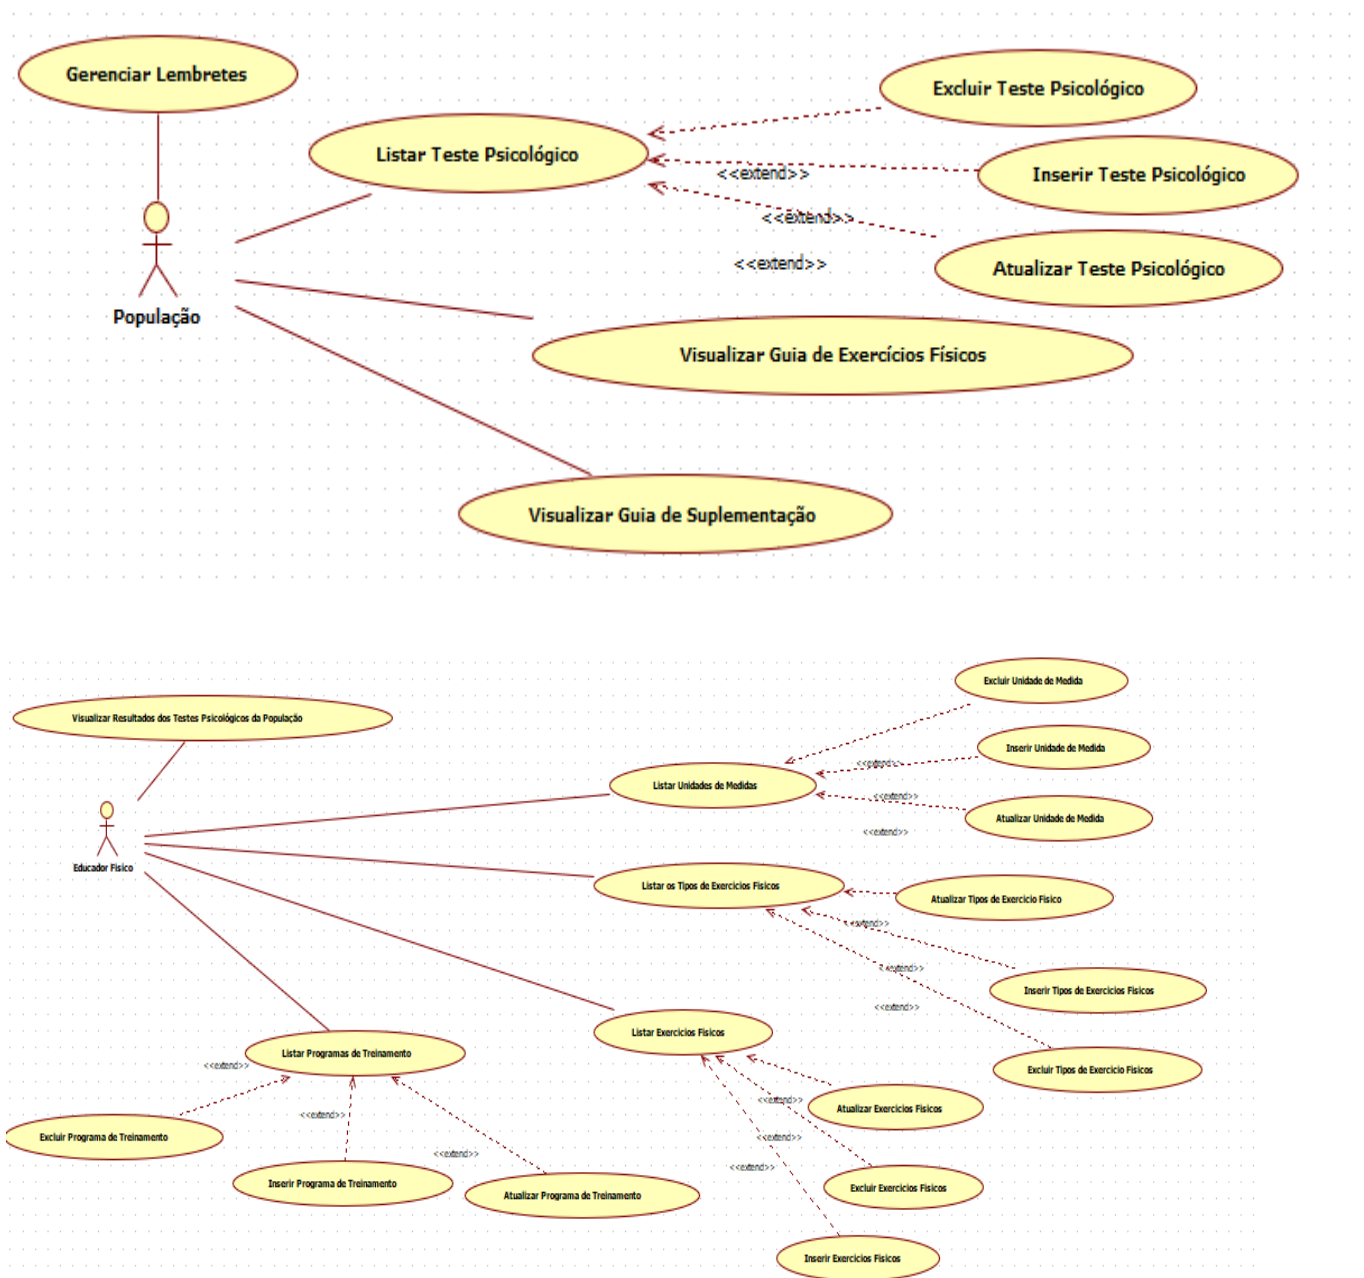 Gerenciar Lembretes
Excluir Teste Psicológico
Listar Teste Psicológico
<<extend>>
Inserir Teste Psicológico
<<extend>>
<<extend>>
Atualizar Teste Psicológico
População
Visualizar Guia de Exercícios Físicos
Visualizar Guia de Suplementação
Excluir Unidade de Medida
Visualizar Resultados dos Testes Psicológicos da População
Inserir Unidade de Medida
<<extend>>
Listar Unidades de Medidas
<<extend>>
Atualizar Unidade de Medida
<<extend>>
Educador Físico
Listar os Tipos de Exercícios Físicos
Atualizar Tipos de Exercício Físico
<<extend>>
<<extend>>
Inserir Tipos de Exercícios Físicos
<<extend>>
Listar Exercícios Físicos
Listar Programas de Treinamento
<<extend>>
Excluir Tipos de Exercício Físicos
<<extend>>
Atualizar Exercícios Físicos
<<extend>>
Excluir Programa de Treinamento
<<extend>>
<<extend>>
<<extend>>
Inserir Programa de Treinamento
Atualizar Programa de Treinamento
Excluir Exercícios Físicos
Inserir Exercícios Físicos